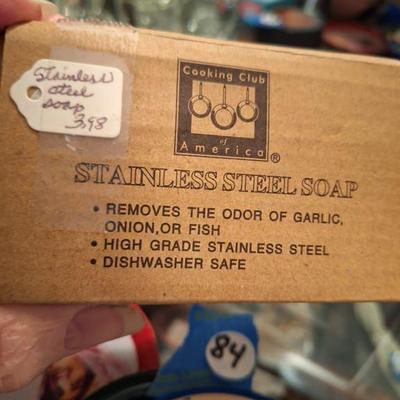 Stainless
steel
soap
3.98
Cooking Club
of
America
®
STAINLESS STEEL SOAP
• REMOVES THE ODOR OF GARLIC,
ONION,OR FISH
• HIGH GRADE STAINLESS STEEL
• DISHWASHER SAFE
84